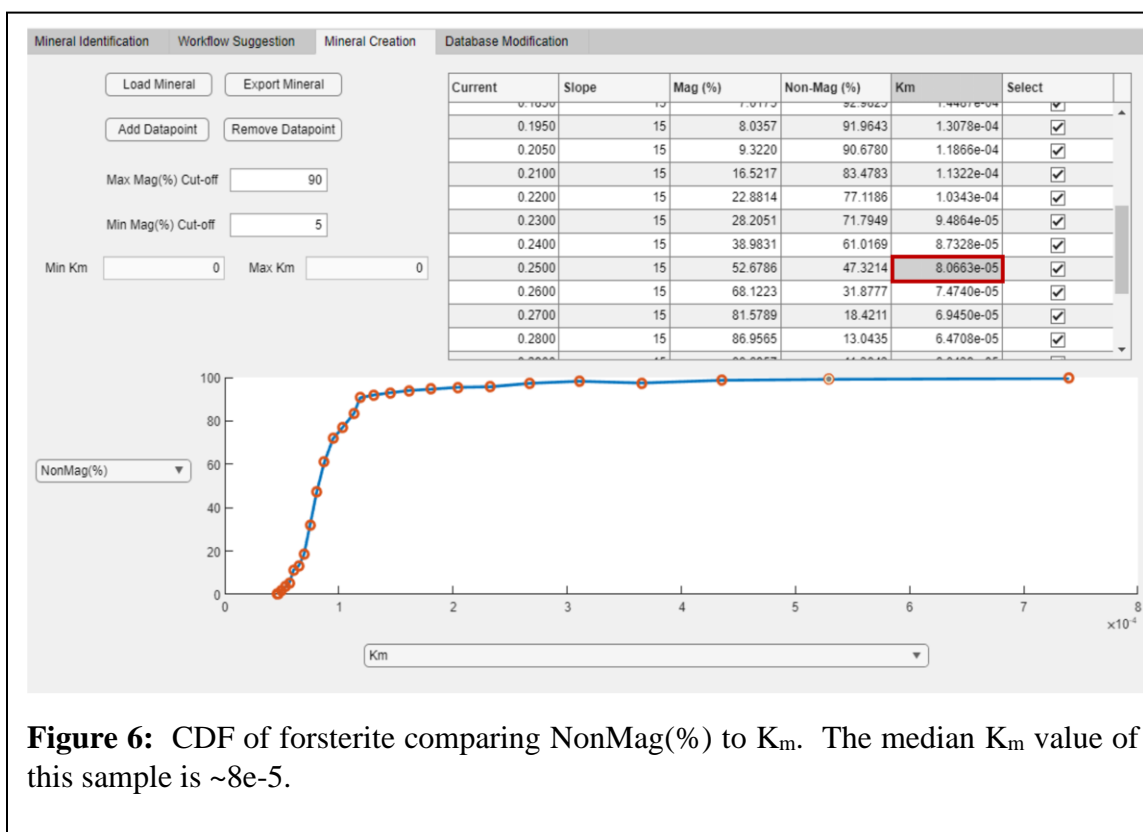 Mineral Identification Workflow Suggestion Mineral Creation Database Modification
Load Mineral Export Mineral
Add Datapoint Remove Datapoint
Max Mag(%) Cut-off 90
Min Mag(%) Cut-off 5
Min Km 0 Max Km 0
Current Slope Mag (%) Non-Mag (%) Km Select
0.1950 15 8.0357 91.9643 1.3078e-04
0.2050 15 9.3220 90.6780 1.1866e-04
0.2100 15 16.5217 83.4783 1.1322e-04
0.2200 15 22.8814 77.1186 1.0343e-04
0.2300 15 28.2051 71.7949 9.4864e-05
0.2400 15 38.9831 61.0169 8.7328e-05
0.2500 15 52.6786 47.3214 8.0663e-05
0.2600 15 68.1223 31.8777 7.4740e-05
0.2700 15 81.5789 18.4211 6.9450e-05
0.2800 15 86.9565 13.0435 6.4708e-05
100
80
60
40
20
0
NonMag(%)
0 1 2 3 4 5 6 7 8
×10⁻⁴
Km
Figure 6: CDF of forsterite comparing NonMag(%) to Kₘ. The median Kₘ value of
this sample is ~8e-5.